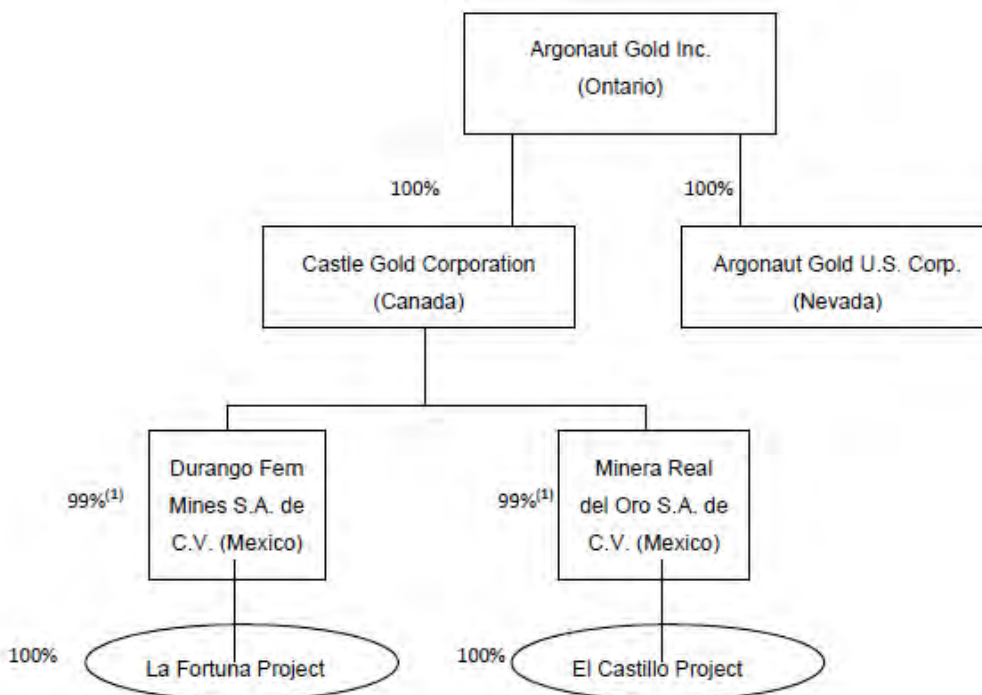 Argonaut Gold Inc.
(Ontario)
100%
100%
Castle Gold Corporation
(Canada)
Argonaut Gold U.S. Corp.
(Nevada)
99%(1)
Durango Fern
Mines S.A. de
C.V. (Mexico)
99%(1)
Minera Real
del Oro S.A. de
C.V. (Mexico)
100%
La Fortuna Project
100%
El Castillo Project